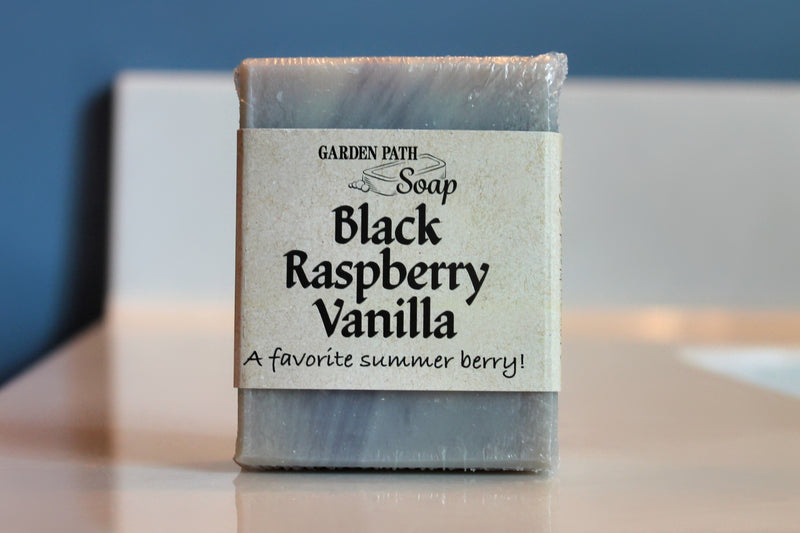 GARDEN PATH
Soap
Black
Raspberry
Vanilla
A favorite summer berry!